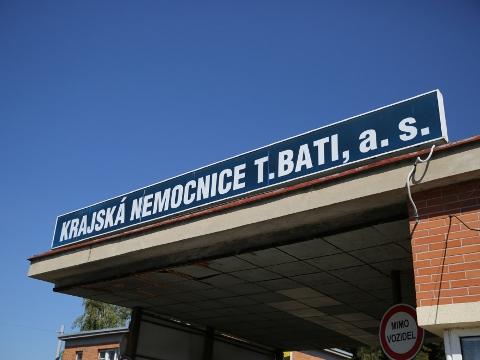 KRAJSKÁ NEMOCNICE T.BATI, a. s.
MIMO
VOZIDEL